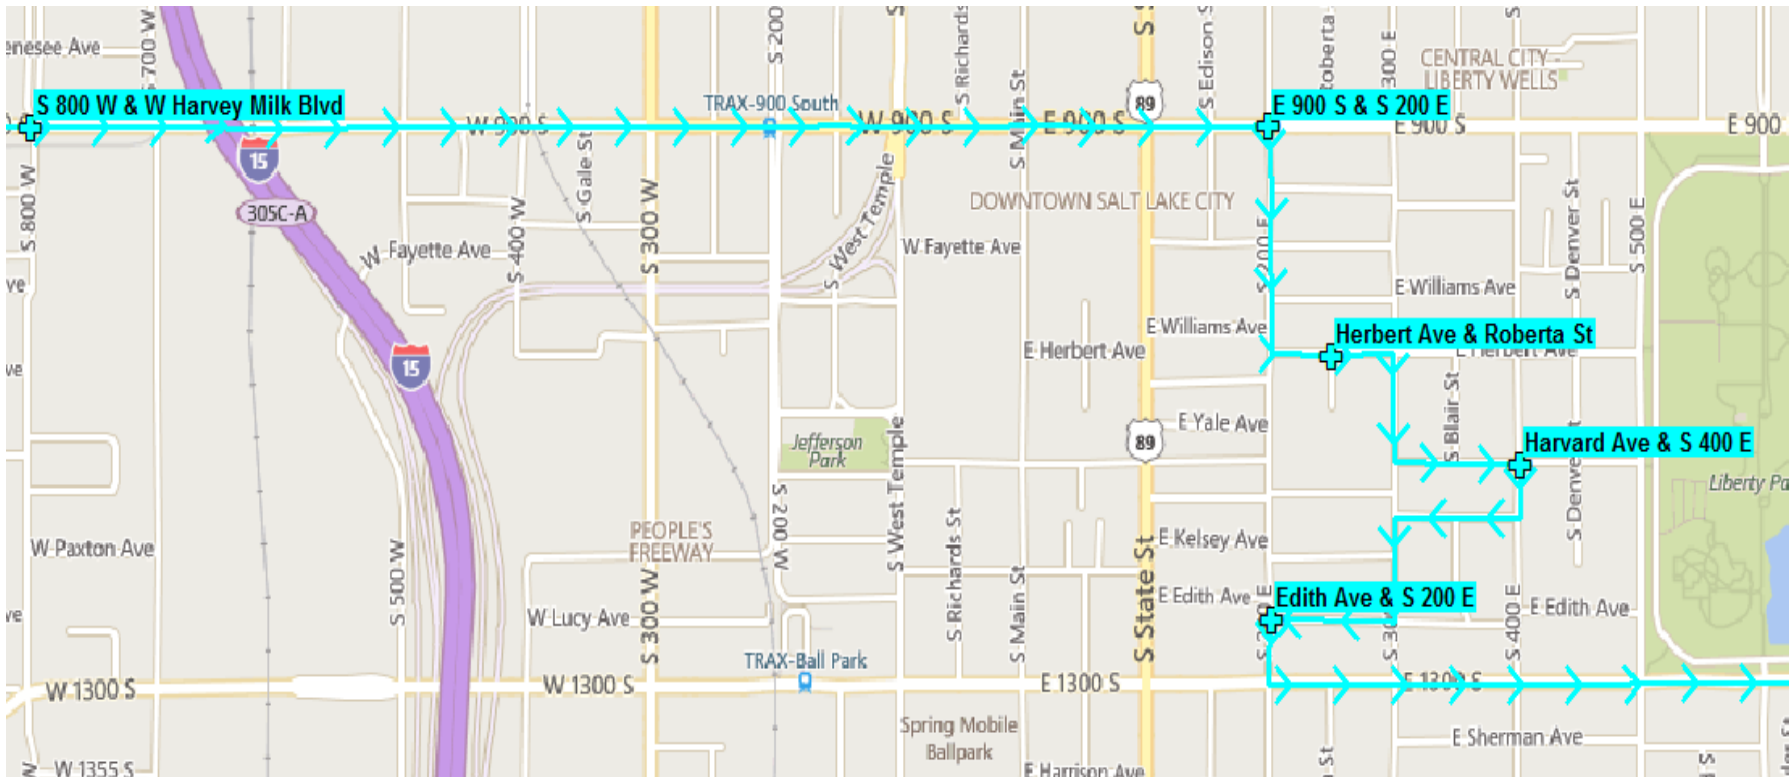 enesee Ave
S 700 W
S 200
S
S Richards
S S
S Edison S
Roberta
300 E
S
CENTRAL CITY -
LIBERTY WELLS
S 800 W & W Harvey Milk Blvd
TRAX-900 South
89
E 900 S & S 200 E
W 900 S
W 900 S
S Main St
E 900 S
E 900 S
E 900
15
305C-A
S 800 W
S Gale St
S 400 W
S 300 W
W Fayette Ave
S West Temple
W Fayette Ave
DOWNTOWN SALT LAKE CITY
S 200 E
S Denver St
S 500 E
ve
E Williams Ave
E Williams Ave
Herbert Ave & Roberta St
E Herbert Ave
E Herbert Ave
15
ve
S Blair St
E Yale Ave
89
Jefferson
Park
S West Temple
Harvard Ave & S 400 E
S Denver St
Liberty Pa
S 200 W
S Richards St
PEOPLE'S
FREEWAY
W Paxton Ave
S 500 W
S 300 W
S Main St
S State St
E Kelsey Ave
E Edith Ave
Edith Ave & S 200 E
E Edith Ave
ve
W Lucy Ave
S 400 E
TRAX-Ball Park
W 1300 S
W 1300 S
E 1300 S
E 1300 S
Spring Mobile
Ballpark
E Sherman Ave
W 1355 S
E Harrison Ave
St
S